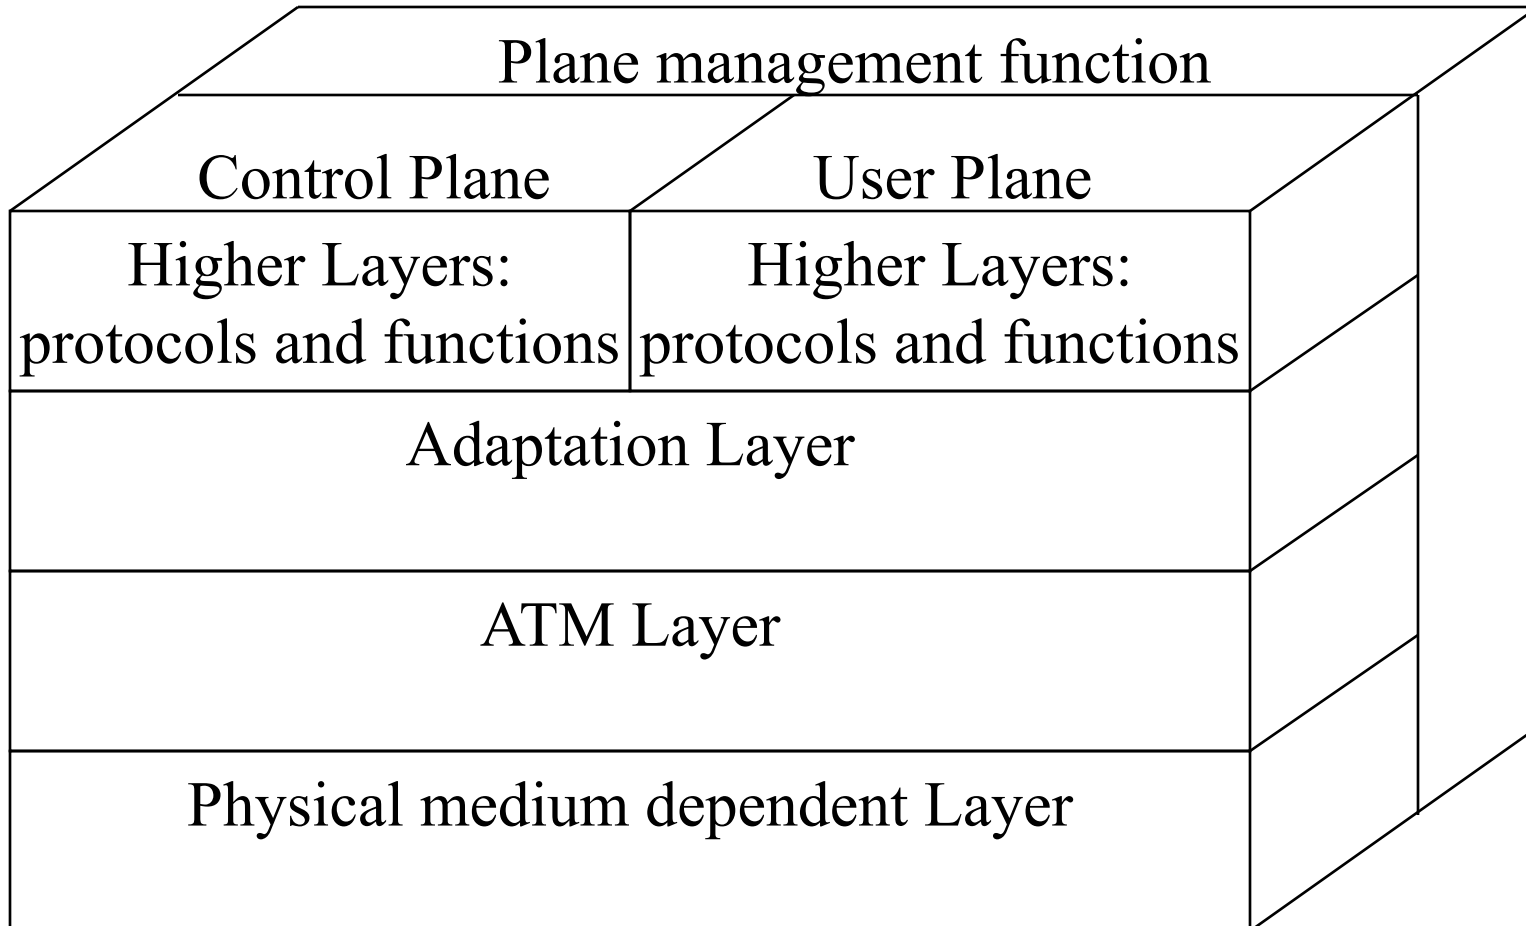 Plane management function
Control Plane
User Plane
Higher Layers:
protocols and functions
Higher Layers:
protocols and functions
Adaptation Layer
ATM Layer
Physical medium dependent Layer